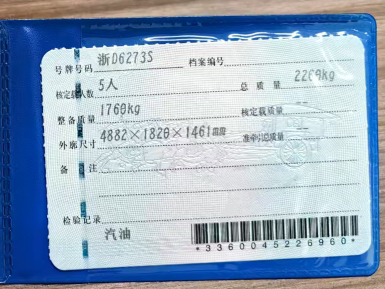 号牌号码 浙D6273S 档案编号
核定载人数 5人 总质量 2260kg
整备质量 1760kg 核定载质量 --
外廓尺寸 4882×1820×1461 准牵引总质量 --
备注
检验记录
汽油
*3360045226960*